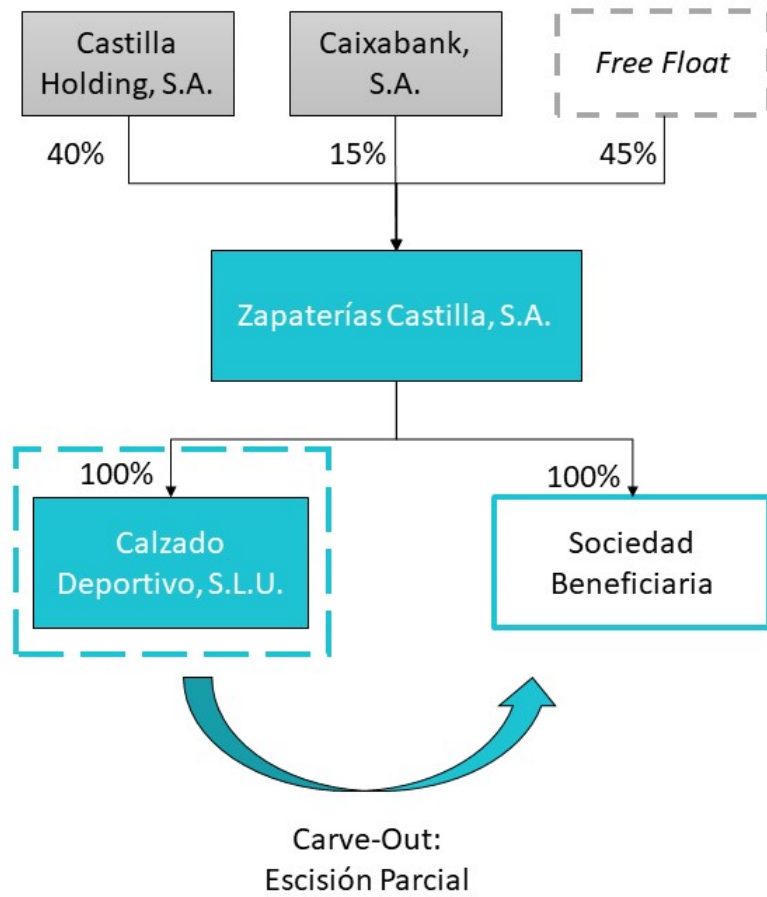 Castilla
Holding, S.A.
Caixabank,
S.A.
Free Float
40%
15%
45%
Zapaterías Castilla, S.A.
100%
100%
Calzado
Deportivo, S.L.U.
Sociedad
Beneficiaria
Carve-Out:
Escisión Parcial